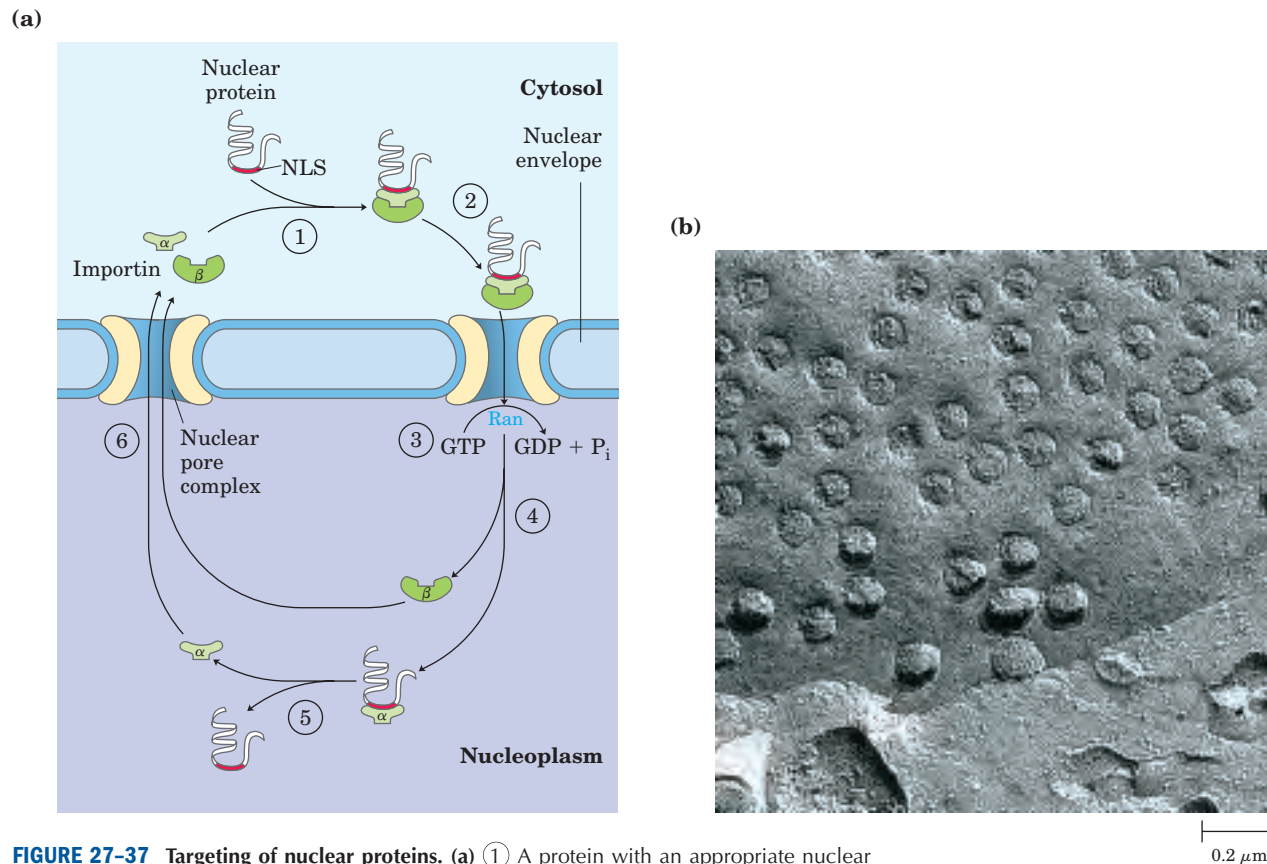 (a)
Nuclear
protein
Cytosol
Nuclear
envelope
NLS
1
2
α
Importin
β
(b)
6
Nuclear
pore
complex
Ran
3
GTP
GDP + Pi
4
β
α
α
5
Nucleoplasm
0.2 μm
FIGURE 27–37 Targeting of nuclear proteins. (a) ① A protein with an appropriate nuclear